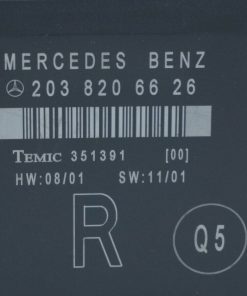 MERCEDES BENZ
203 820 66 26
TEMIC 351391 [00]
HW:08/01 SW:11/01
R
Q5